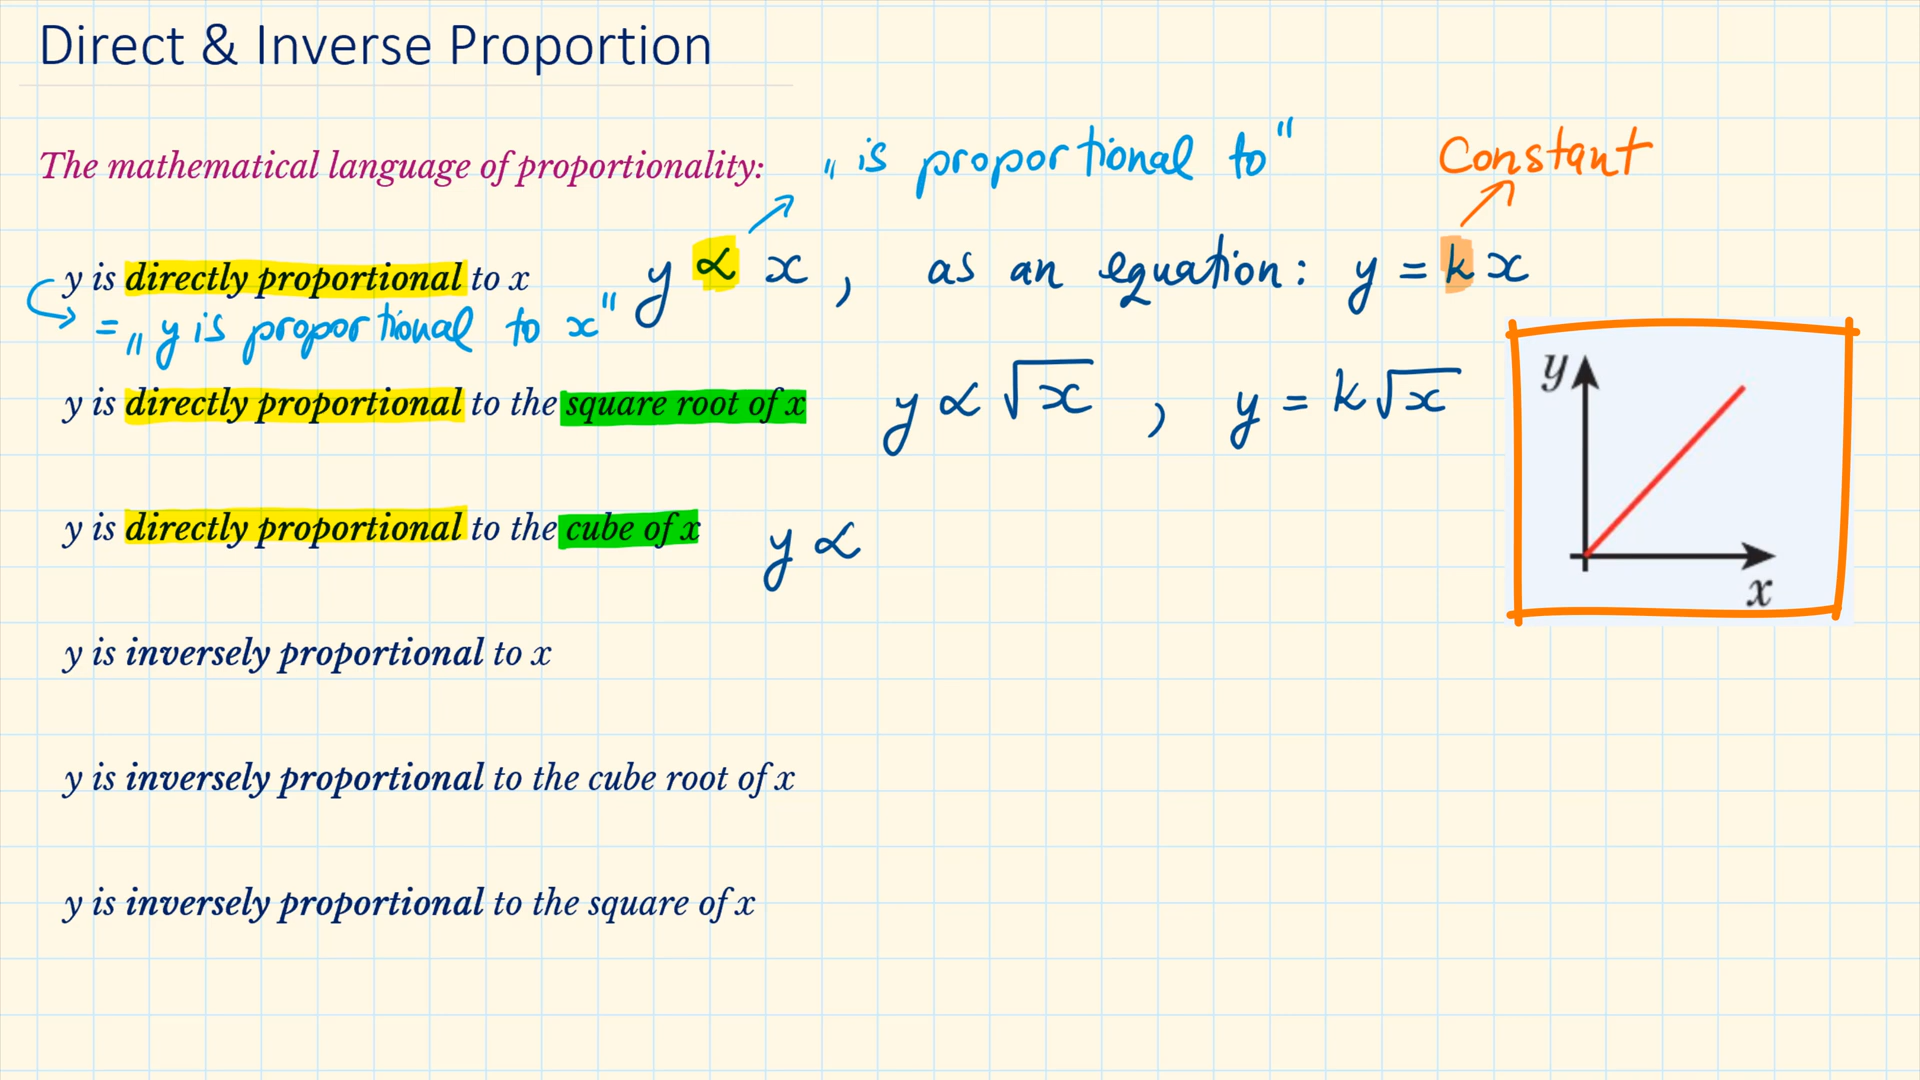 Direct & Inverse Proportion
The mathematical language of proportionality: „ is proportional to " Constant
y is directly proportional to x y ∝ x , as an equation: y = k x
= „ y is proportional to x "
y is directly proportional to the square root of x y ∝ √x , y = k√x
y is directly proportional to the cube of x y ∝
y is inversely proportional to x
y is inversely proportional to the cube root of x
y is inversely proportional to the square of x
y
x